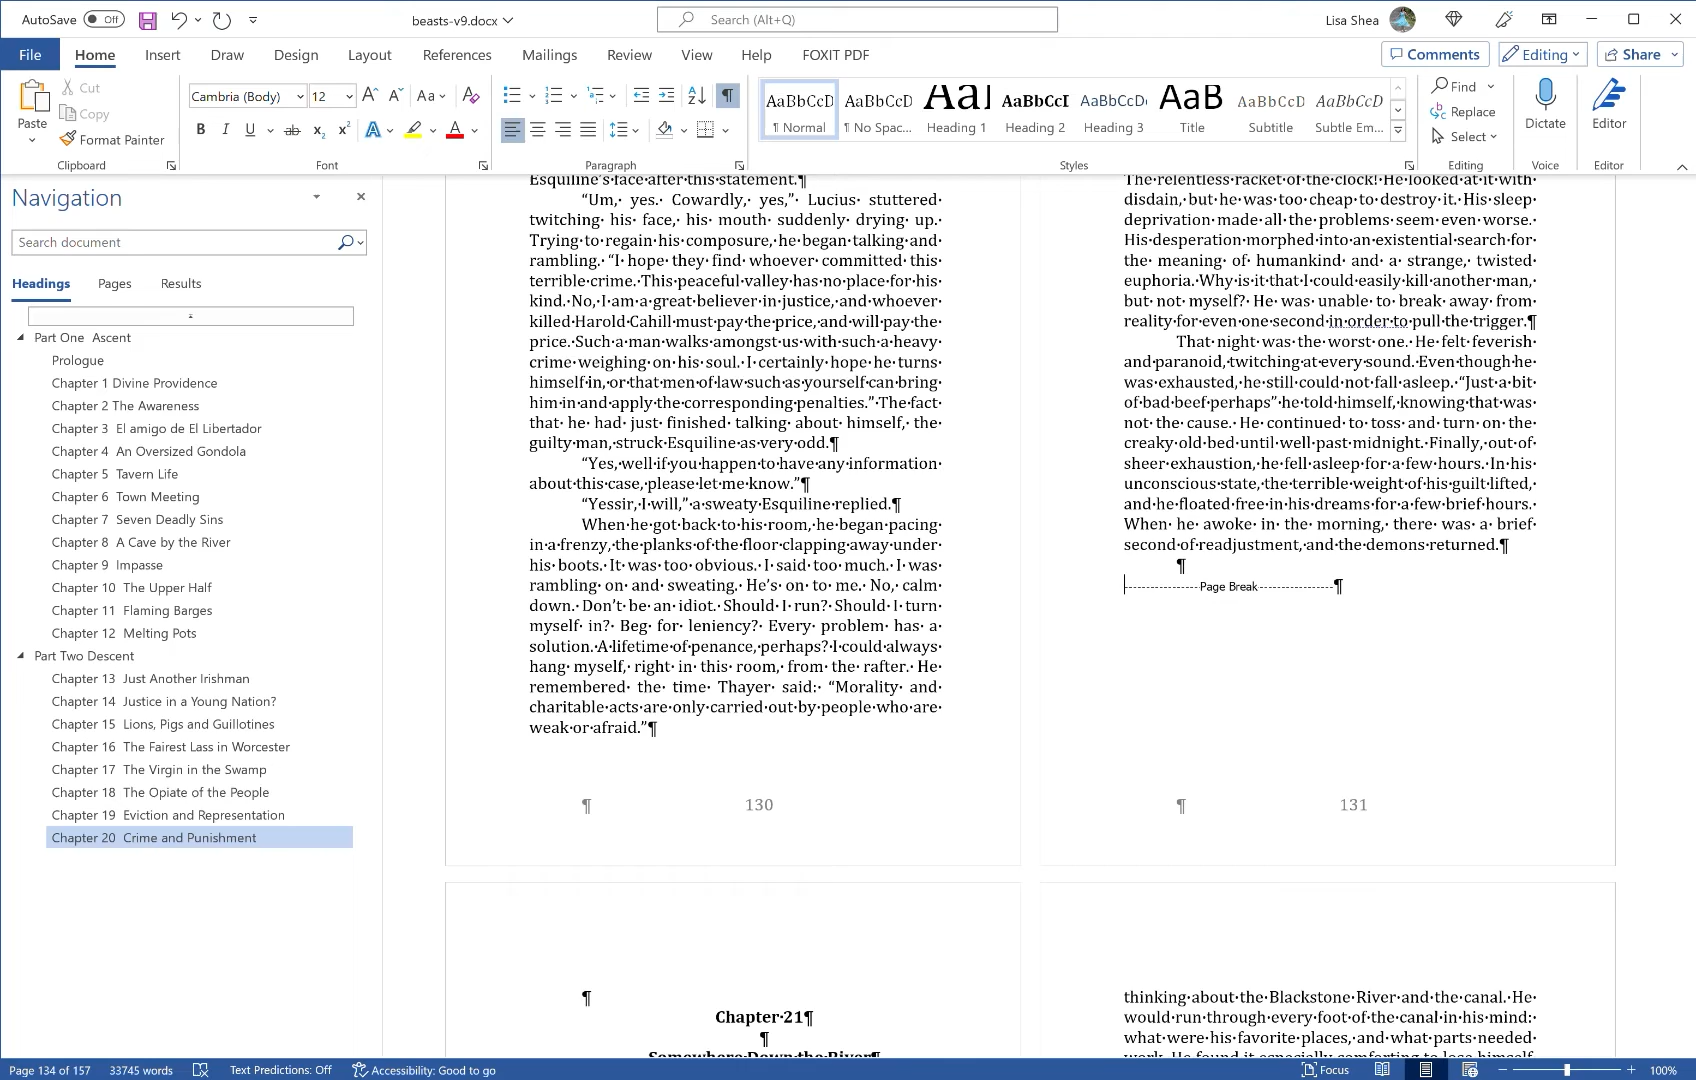 AutoSave Off beasts-v9.docx Search (Alt+Q) Lisa Shea
File Home Insert Draw Design Layout References Mailings Review View Help FOXIT PDF Comments Editing Share
Paste
Cut
Copy
Format Painter
Clipboard
Cambria (Body) 12
Font
Paragraph
AaBbCcD AaBbCcD AaI AaBbCcI AaBbCcD AaB AaBbCcD AaBbCcD
¶ Normal ¶ No Spac... Heading 1 Heading 2 Heading 3 Title Subtitle Subtle Em...
Styles
Find
Replace
Select
Editing
Dictate
Voice
Editor
Editor
Navigation
Search document
Headings Pages Results
Part One Ascent
Prologue
Chapter 1 Divine Providence
Chapter 2 The Awareness
Chapter 3 El amigo de El Libertador
Chapter 4 An Oversized Gondola
Chapter 5 Tavern Life
Chapter 6 Town Meeting
Chapter 7 Seven Deadly Sins
Chapter 8 A Cave by the River
Chapter 9 Impasse
Chapter 10 The Upper Half
Chapter 11 Flaming Barges
Chapter 12 Melting Pots
Part Two Descent
Chapter 13 Just Another Irishman
Chapter 14 Justice in a Young Nation?
Chapter 15 Lions, Pigs and Guillotines
Chapter 16 The Fairest Lass in Worcester
Chapter 17 The Virgin in the Swamp
Chapter 18 The Opiate of the People
Chapter 19 Eviction and Representation
Chapter 20 Crime and Punishment
Esquiline's face after this statement.¶
"Um, yes. Cowardly, yes," Lucius stuttered
twitching his face, his mouth suddenly drying up.
Trying to regain his composure, he began talking and
rambling. "I hope they find whoever committed this
terrible crime. This peaceful valley has no place for his
kind. No, I am a great believer in justice, and whoever
killed Harold Cahill must pay the price, and will pay the
price. Such a man walks amongst us with such a heavy
crime weighing on his soul. I certainly hope he turns
himself in, or that men of law such as yourself can bring
him in and apply the corresponding penalties." The fact
that he had just finished talking about himself, the
guilty man, struck Esquiline as very odd.¶
"Yes, well if you happen to have any information
about this case, please let me know."¶
"Yessir, I will," a sweaty Esquiline replied.¶
When he got back to his room, he began pacing
in a frenzy, the planks of the floor clapping away under
his boots. It was too obvious. I said too much. I was
rambling on and sweating. He's on to me. No, calm
down. Don't be an idiot. Should I run? Should I turn
myself in? Beg for leniency? Every problem has a
solution. A lifetime of penance, perhaps? I could always
hang myself, right in this room, from the rafter. He
remembered the time Thayer said: "Morality and
charitable acts are only carried out by people who are
weak or afraid."¶
¶ 130
The relentless racket of the clock! He looked at it with
disdain, but he was too cheap to destroy it. His sleep
deprivation made all the problems seem even worse.
His desperation morphed into an existential search for
the meaning of humankind and a strange, twisted
euphoria. Why is it that I could easily kill another man,
but not myself? He was unable to break away from
reality for even one second in order to pull the trigger.¶
That night was the worst one. He felt feverish
and paranoid, twitching at every sound. Even though he
was exhausted, he still could not fall asleep. "Just a bit
of bad beef perhaps" he told himself, knowing that was
not the cause. He continued to toss and turn on the
creaky old bed until well past midnight. Finally, out of
sheer exhaustion, he fell asleep for a few hours. In his
unconscious state, the terrible weight of his guilt lifted,
and he floated free in his dreams for a few brief hours.
When he awoke in the morning, there was a brief
second of readjustment, and the demons returned.¶
¶
Page Break¶
¶ 131
¶
Chapter 21¶
¶
Somewhere Down the River¶
thinking about the Blackstone River and the canal. He
would run through every foot of the canal in his mind:
what were his favorite places, and what parts needed
work. He found it especially comforting to lose himself
Page 134 of 157 33745 words Text Predictions: Off Accessibility: Good to go Focus 100%